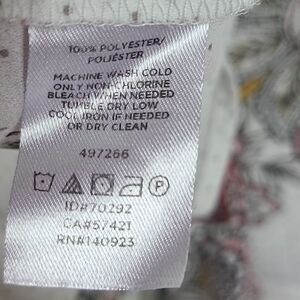 100% POLYESTER/
POLIÉSTER
MACHINE WASH COLD
ONLY NON-CHLORINE
BLEACH WHEN NEEDED
TUMBLE DRY LOW
COOL IRON IF NEEDED
OR DRY CLEAN
497266
P
ID#70292
CA#57421
RN#140923